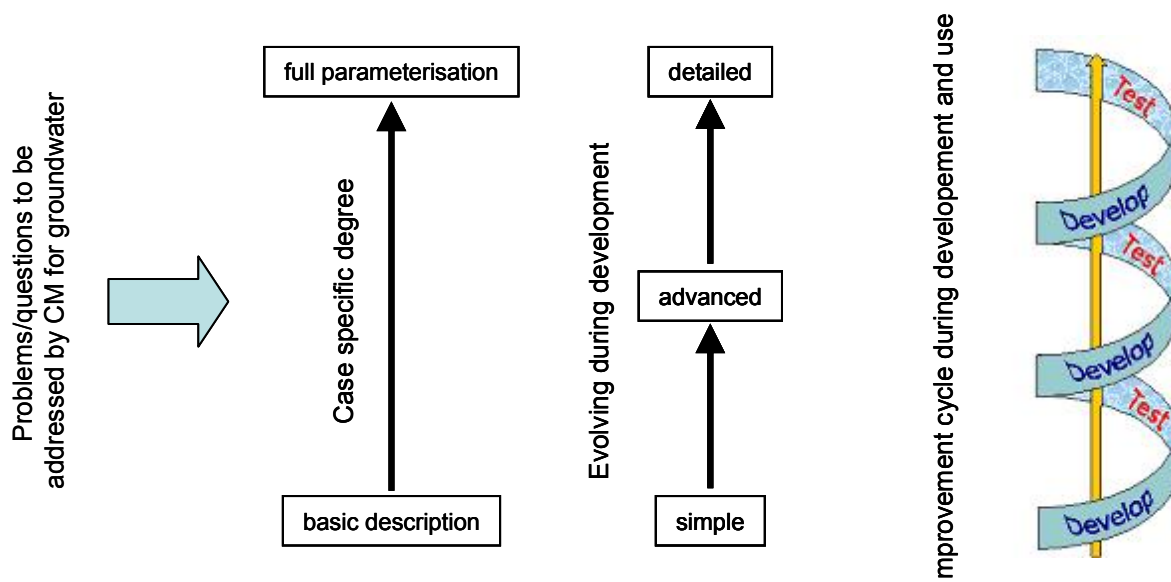 Problems/questions to be
addressed by CM for groundwater
full parameterisation
Case specific degree
basic description
Evolving during development
detailed
advanced
simple
mprovement cycle during developement and use
Test
Develop
Test
Develop
Test
Develop